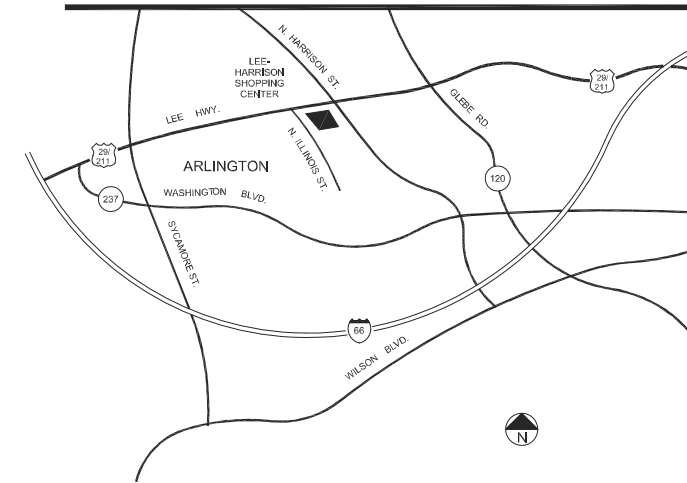 N. HARRISON ST.
LEE-
HARRISON
SHOPPING
CENTER
29/
211
GLEBE RD.
LEE HWY.
N. ILLINOIS ST.
29/
211
ARLINGTON
120
WASHINGTON BLVD.
237
SYCAMORE ST.
66
WILSON BLVD.
N